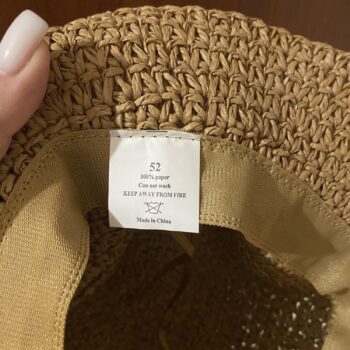 52
100% paper
Can not wash
KEEP AWAY FROM FIRE
Made in China